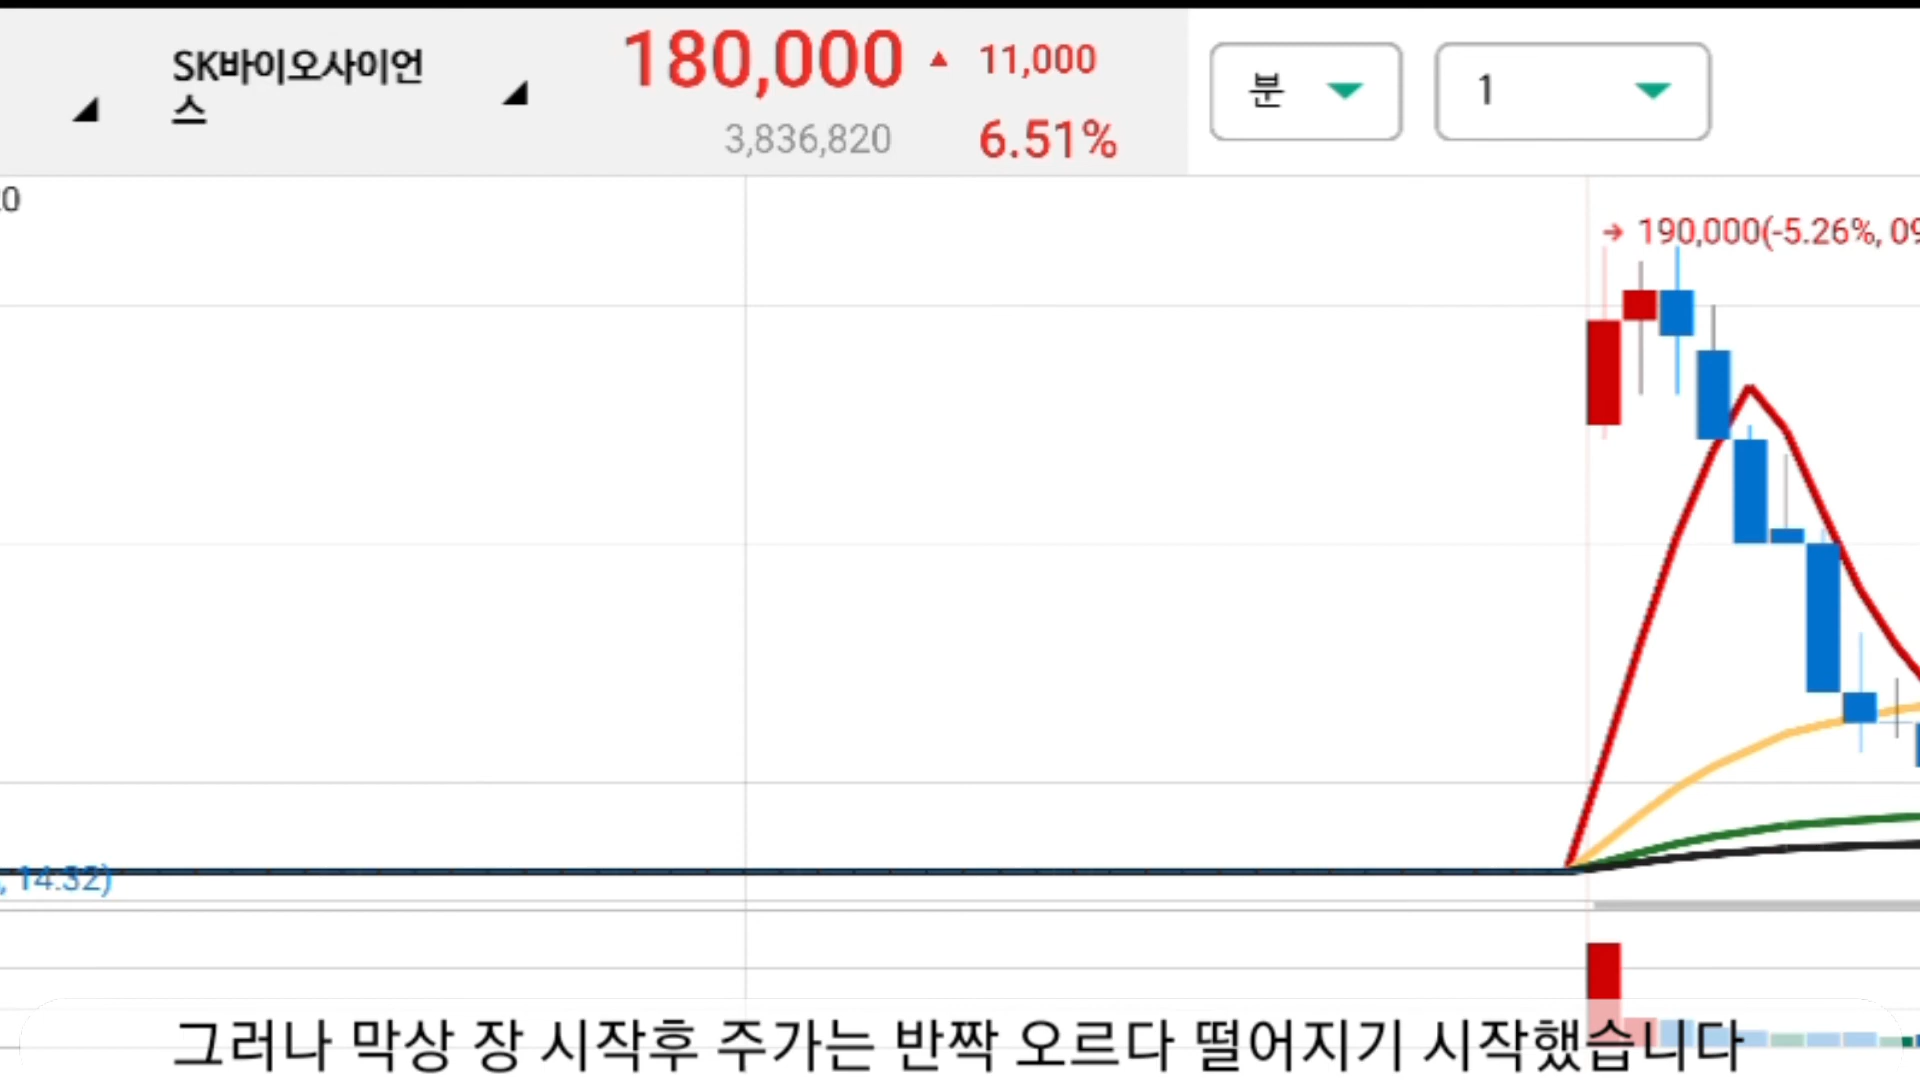 SK바이오사이언
스
180,000 ▲ 11,000
3,836,820 6.51%
분
1
0
→ 190,000(-5.26%, 09
, 14:32)
그러나 막상 장 시작후 주가는 반짝 오르다 떨어지기 시작했습니다